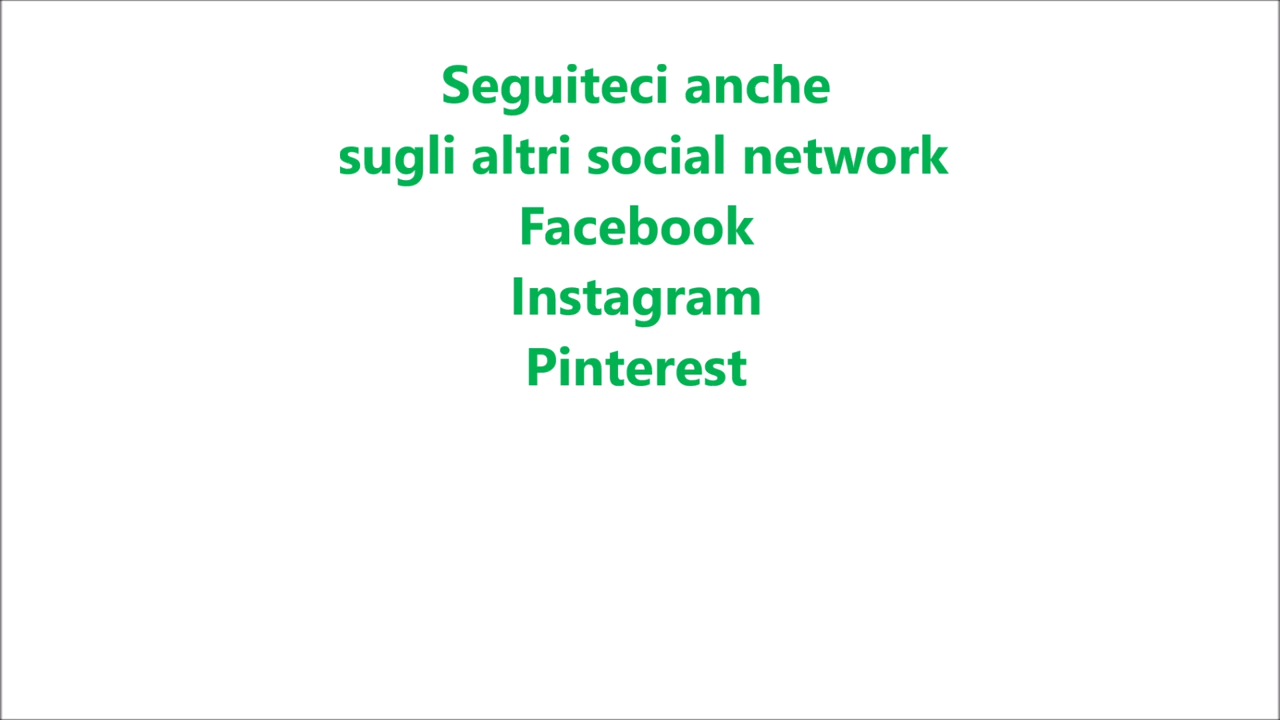 Seguiteci anche
sugli altri social network
Facebook
Instagram
Pinterest